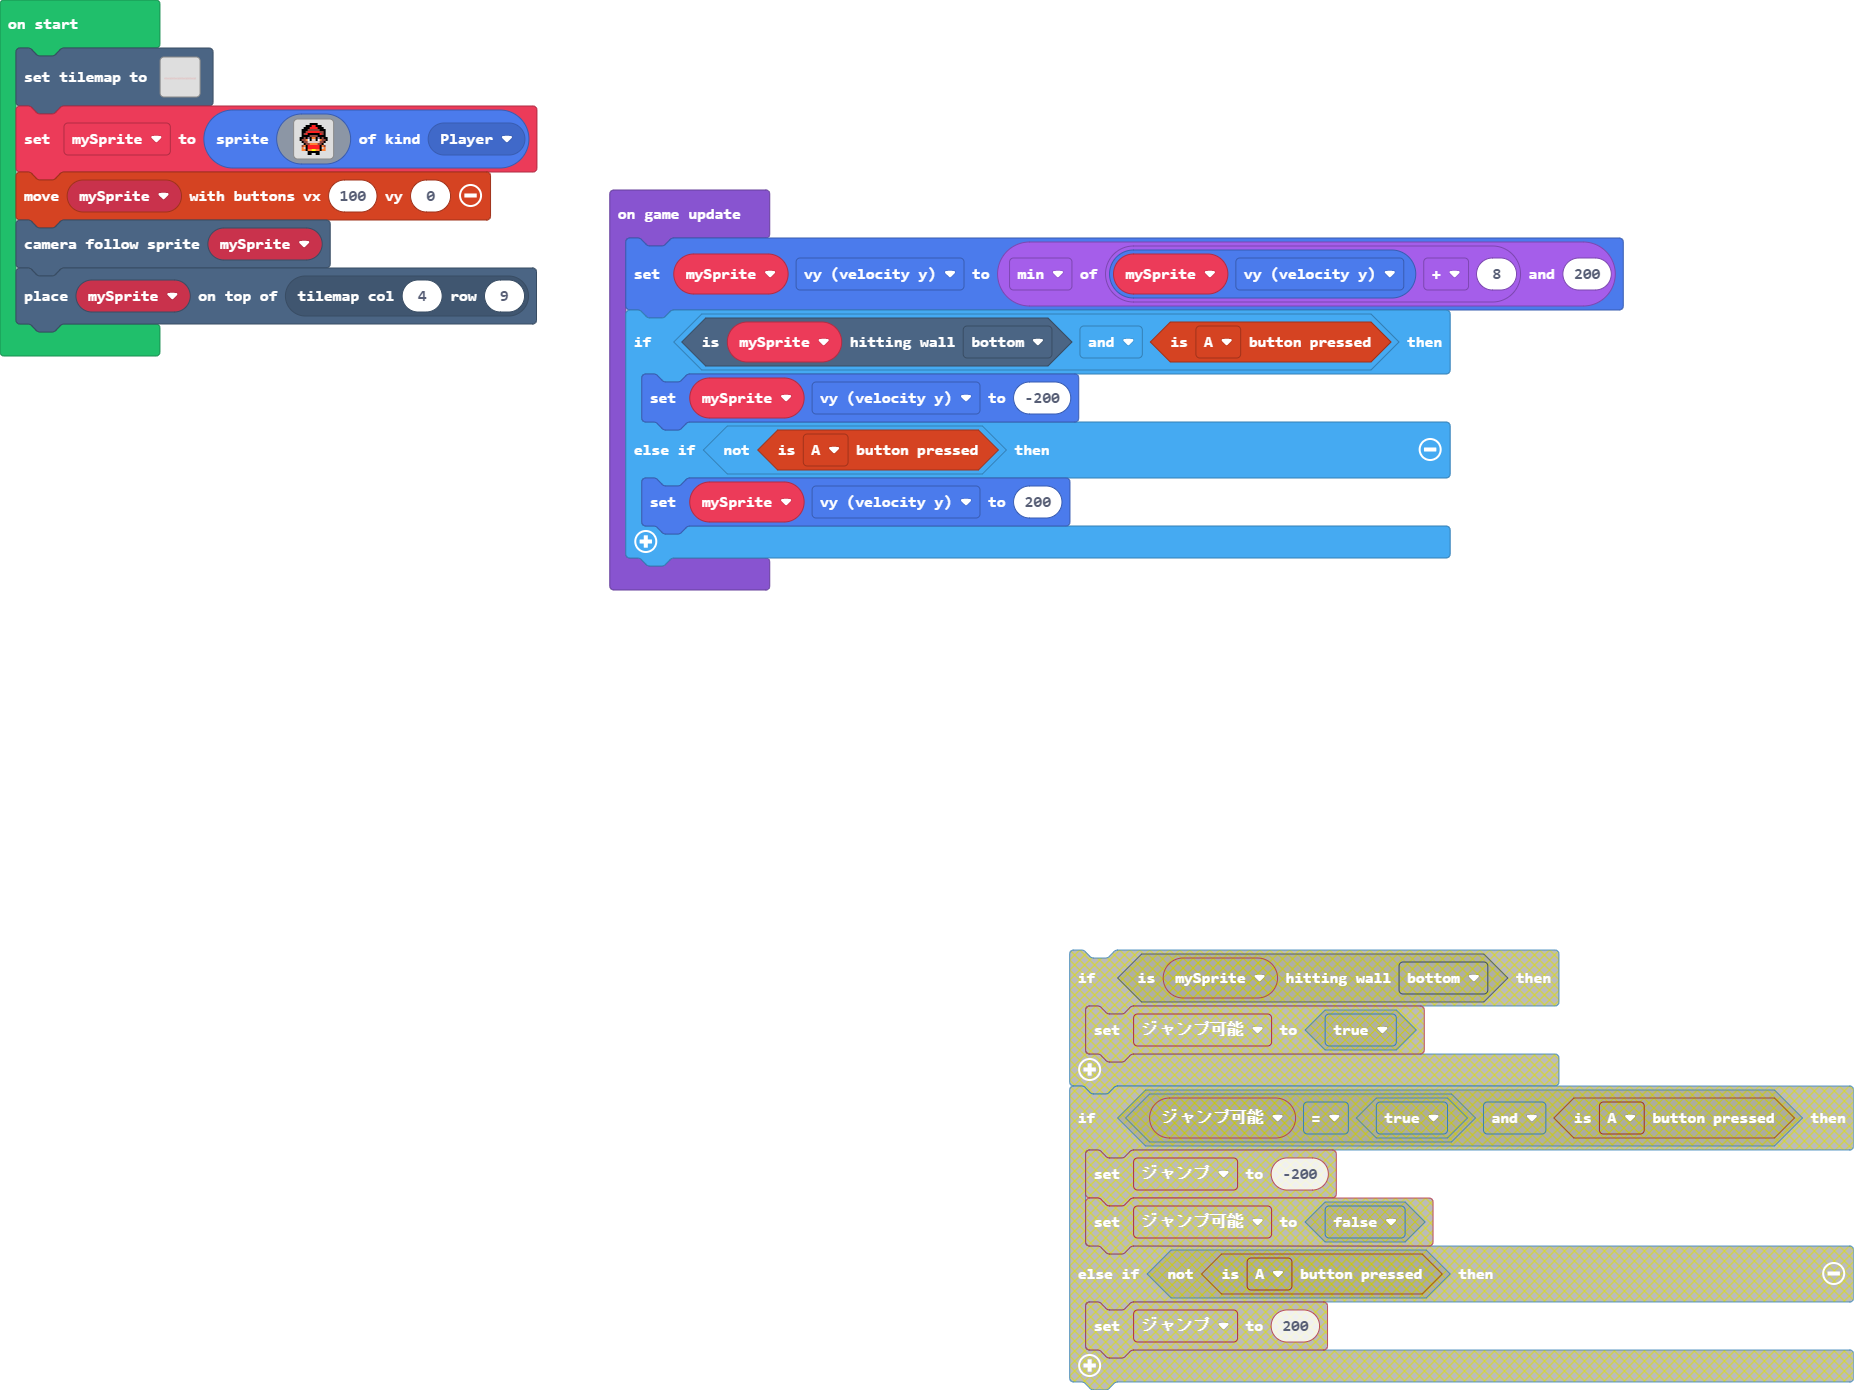 on start
set tilemap to
set mySprite to sprite of kind Player
move mySprite with buttons vx 100 vy 0
camera follow sprite mySprite
place mySprite on top of tilemap col 4 row 9
on game update
set mySprite vy (velocity y) to min of mySprite vy (velocity y) + 8 and 200
if is mySprite hitting wall bottom and is A button pressed then
set mySprite vy (velocity y) to -200
else if not is A button pressed then
set mySprite vy (velocity y) to 200
if is mySprite hitting wall bottom then
set ジャンプ可能 to true
if ジャンプ可能 = true and is A button pressed then
set ジャンプ to -200
set ジャンプ可能 to false
else if not is A button pressed then
set ジャンプ to 200